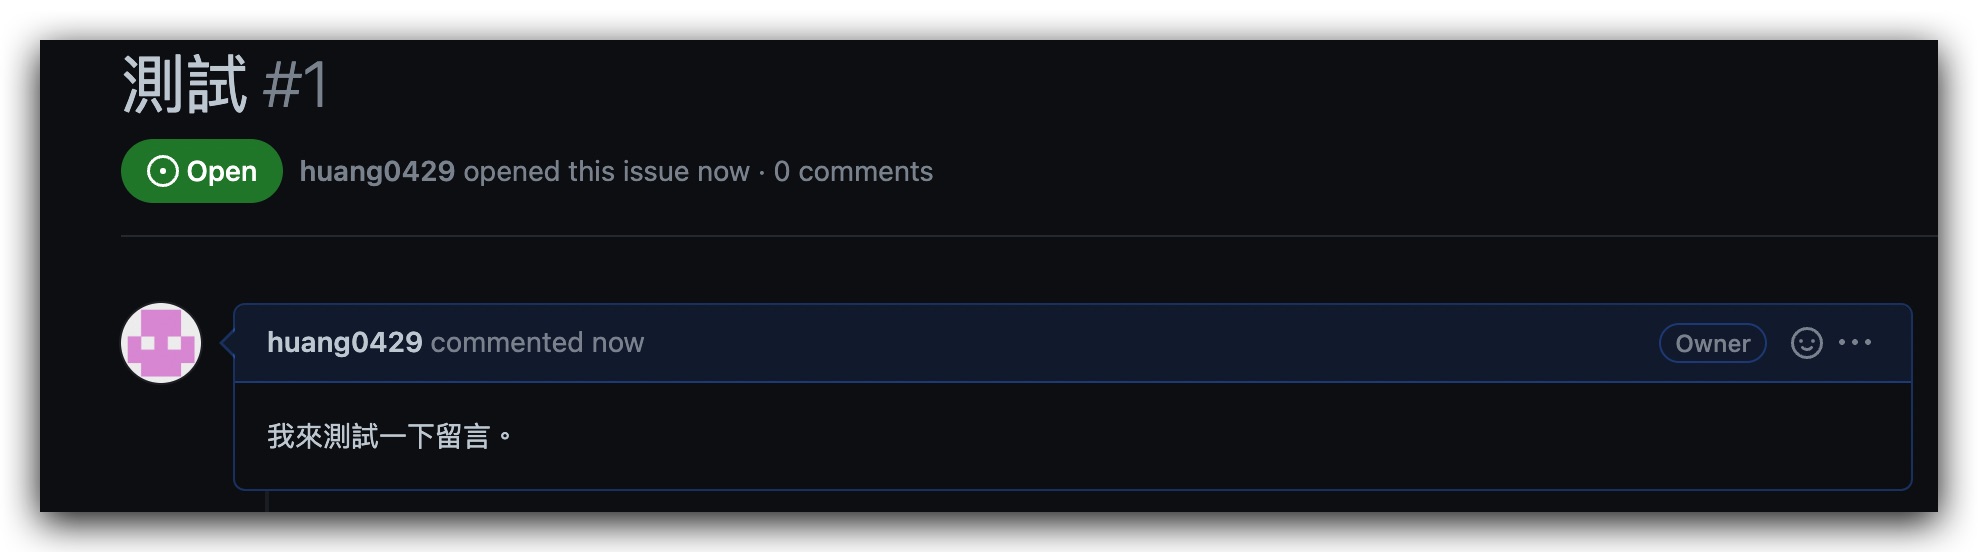 測試 #1
Open huang0429 opened this issue now · 0 comments
huang0429 commented now Owner
我來測試一下留言。